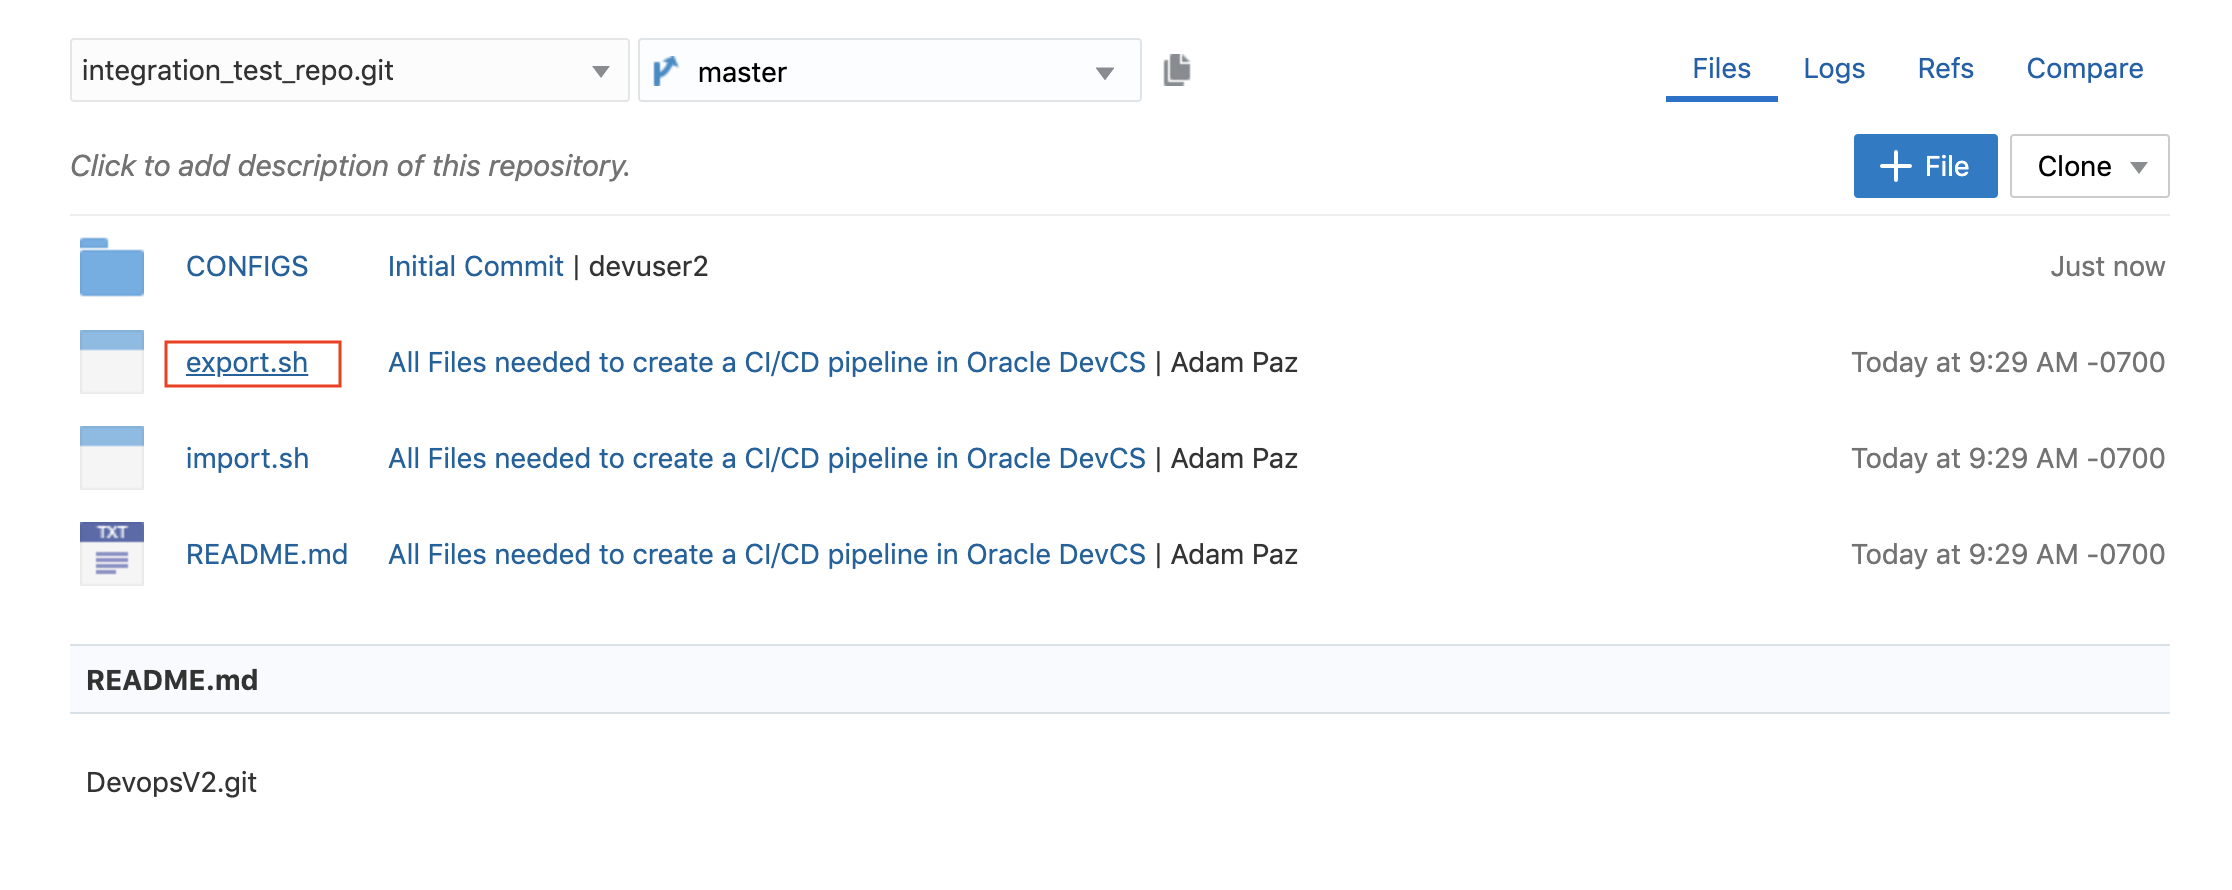 integration_test_repo.git master Files Logs Refs Compare
Click to add description of this repository. File Clone
CONFIGS Initial Commit | devuser2 Just now
export.sh All Files needed to create a CI/CD pipeline in Oracle DevCS | Adam Paz Today at 9:29 AM -0700
import.sh All Files needed to create a CI/CD pipeline in Oracle DevCS | Adam Paz Today at 9:29 AM -0700
TXT README.md All Files needed to create a CI/CD pipeline in Oracle DevCS | Adam Paz Today at 9:29 AM -0700
README.md
DevopsV2.git